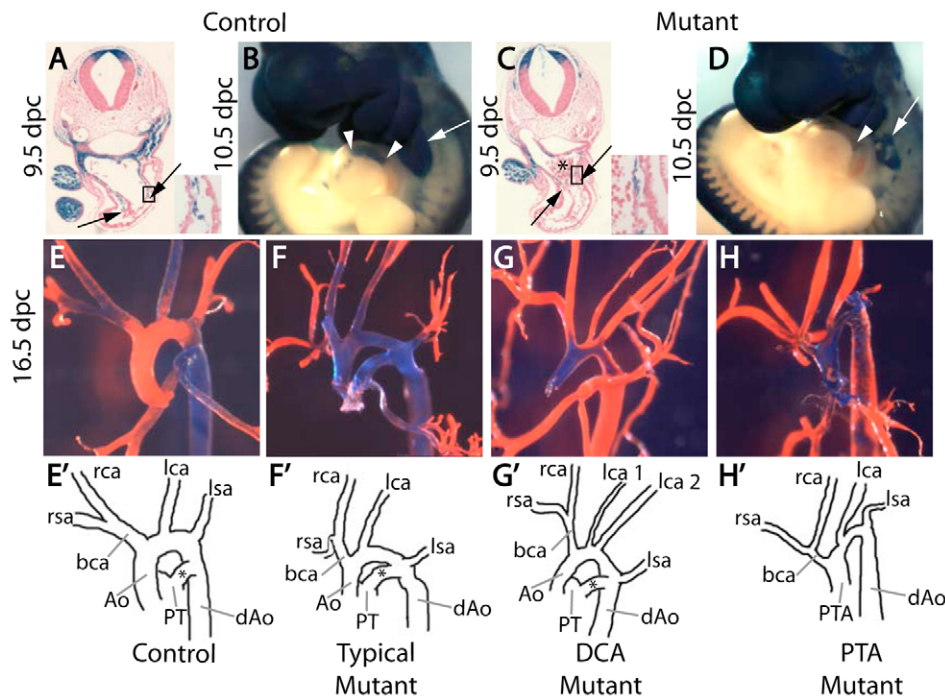 Control Mutant
A B C D
9.5 dpc 10.5 dpc 9.5 dpc 10.5 dpc
*
E F G H
16.5 dpc
E' F' G' H'
rca lca lsa rsa bca Ao PT * dAo
rca lca rsa lsa bca Ao PT * dAo
rca lca 1 lca 2 rsa bca lsa Ao PT * dAo
rca lca lsa rsa bca PTA dAo
Control Typical Mutant DCA Mutant PTA Mutant